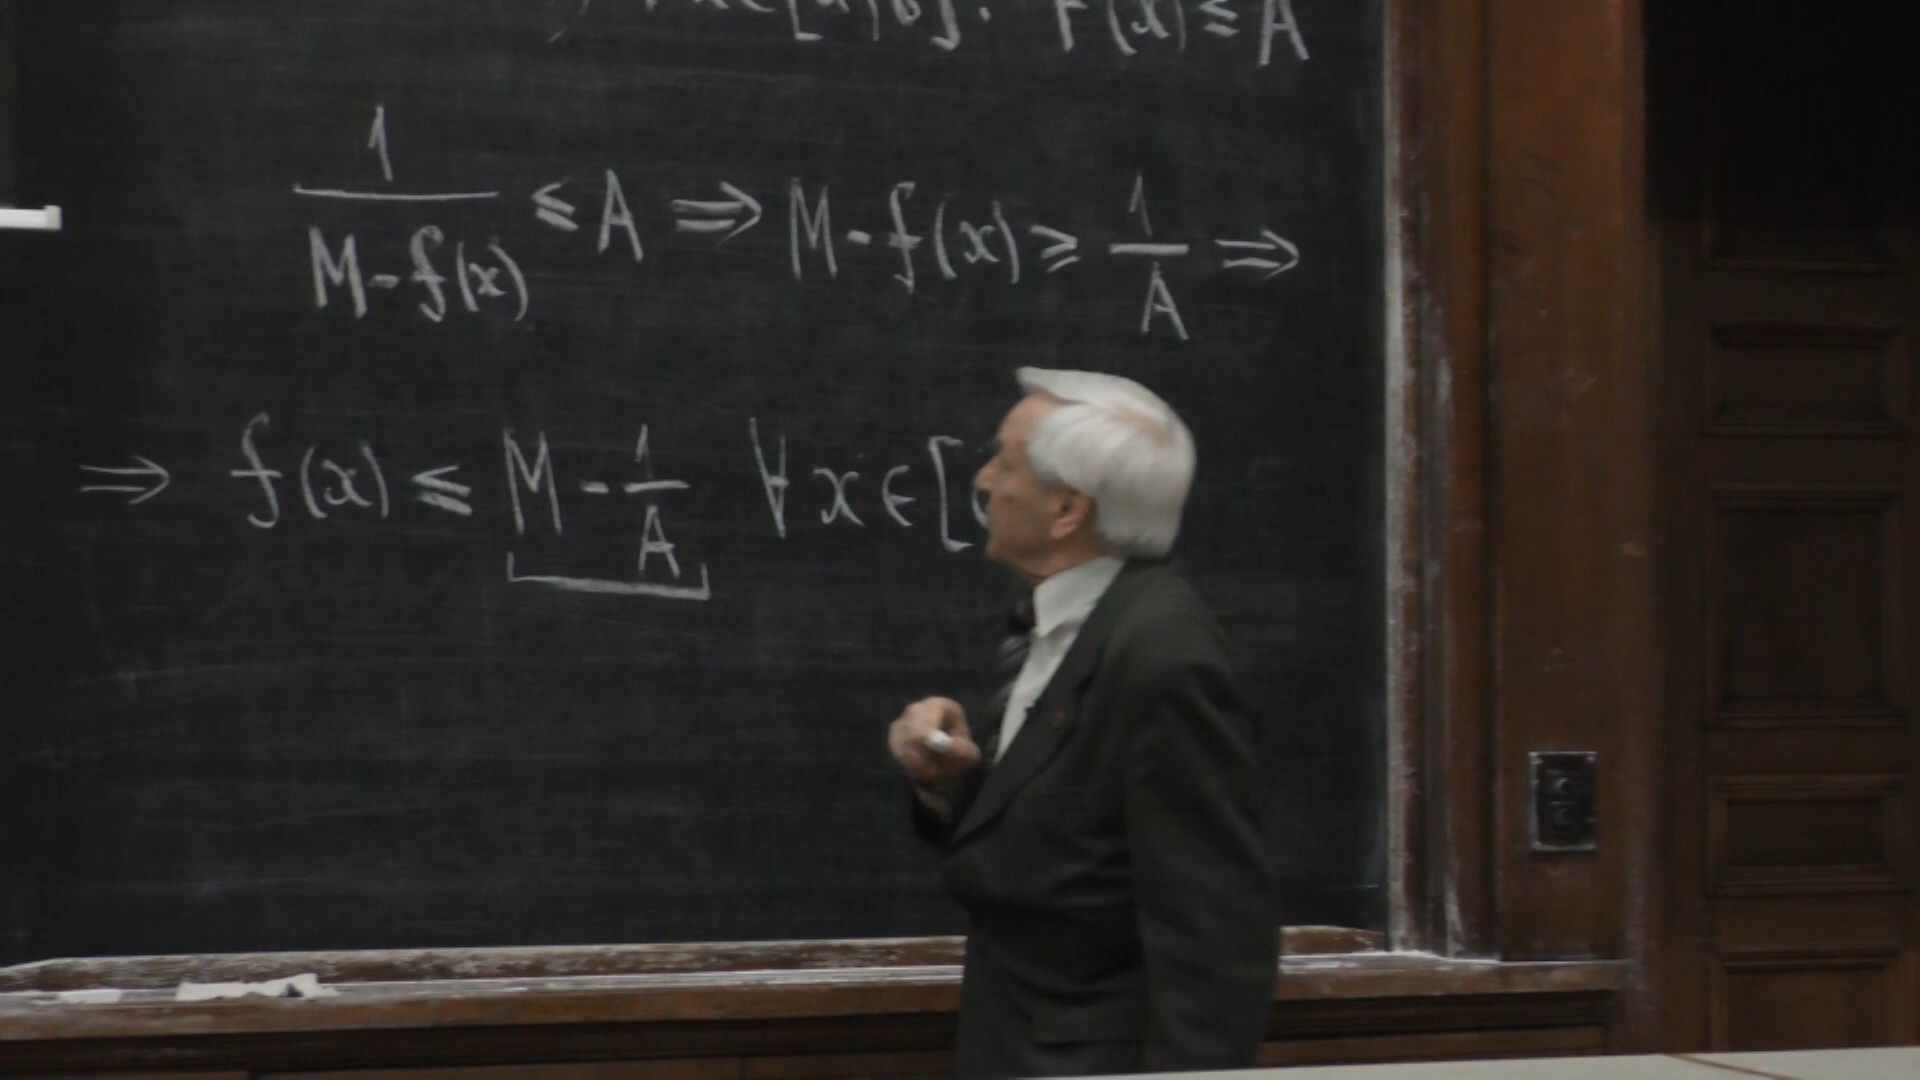 ∀x∈[a,b]: F(x) ≤ A
1/(M-f(x)) ≤ A ⇒ M-f(x) ≥ 1/A ⇒
⇒ f(x) ≤ M - 1/A ∀ x ∈ [